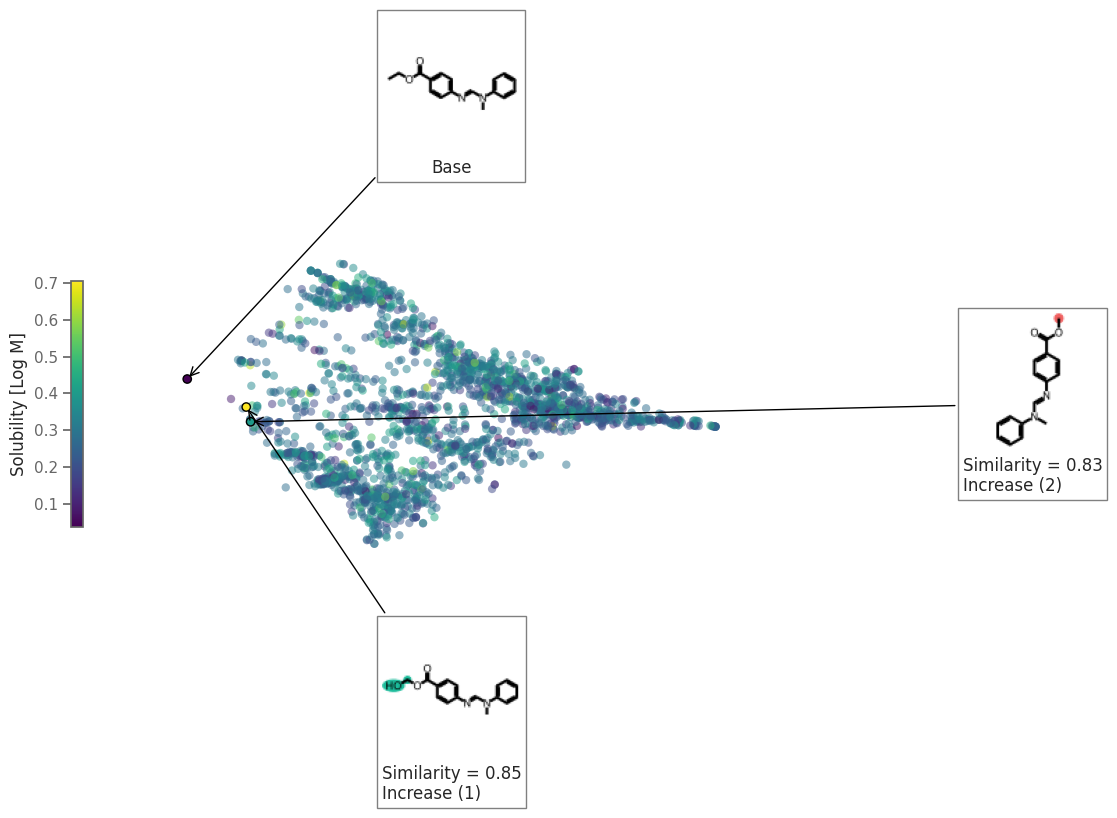 O
O
N
N
Base
0.7
0.6
0.5
0.4
0.3
0.2
0.1
Solubility [Log M]
O
O
N
N
Similarity = 0.83
Increase (2)
O
HO
O
N
N
Similarity = 0.85
Increase (1)